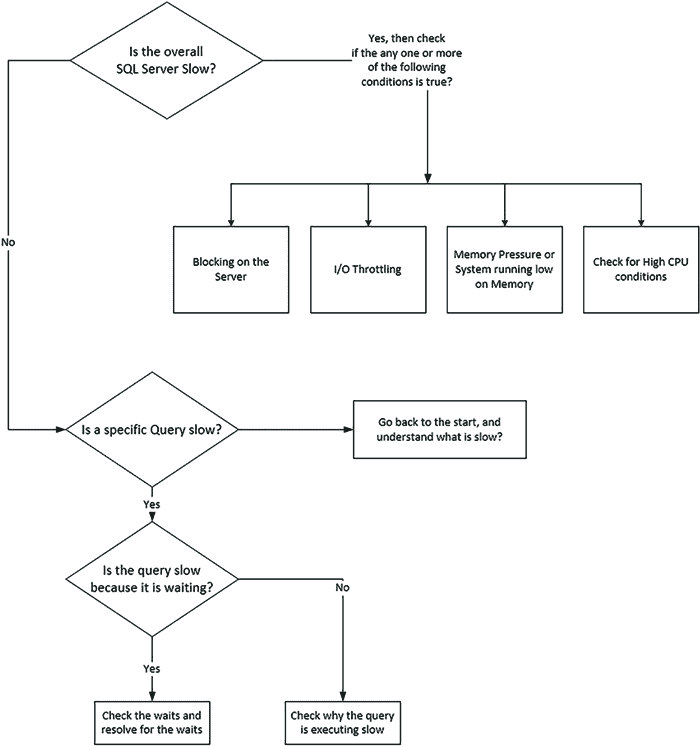 Is the overall
SQL Server Slow?
Yes, then check
if the any one or more
of the following
conditions is true?
No
Blocking on the
Server
I/O Throttling
Memory Pressure or
System running low
on Memory
Check for High CPU
conditions
Is a specific Query slow?
Go back to the start, and
understand what is slow?
Yes
Is the query slow
because it is waiting?
No
Yes
Check the waits and
resolve for the waits
Check why the query
is executing slow